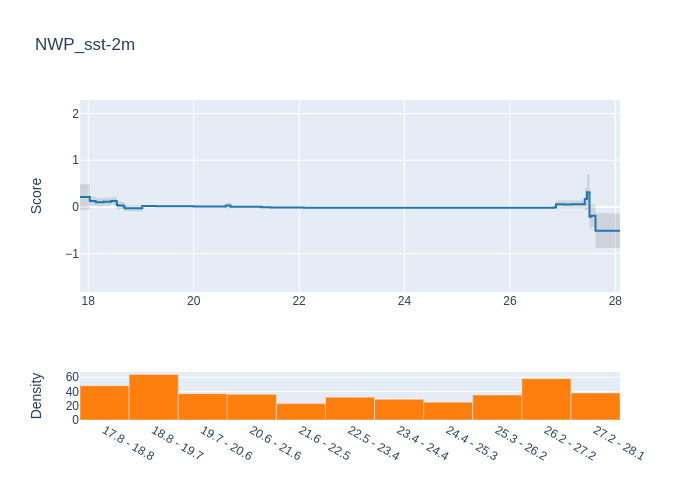 NWP_sst-2m
Score
2
1
0
−1
18
20
22
24
26
28
Density
60
40
20
0
17.8 - 18.8
18.8 - 19.7
19.7 - 20.6
20.6 - 21.6
21.6 - 22.5
22.5 - 23.4
23.4 - 24.4
24.4 - 25.3
25.3 - 26.2
26.2 - 27.2
27.2 - 28.1